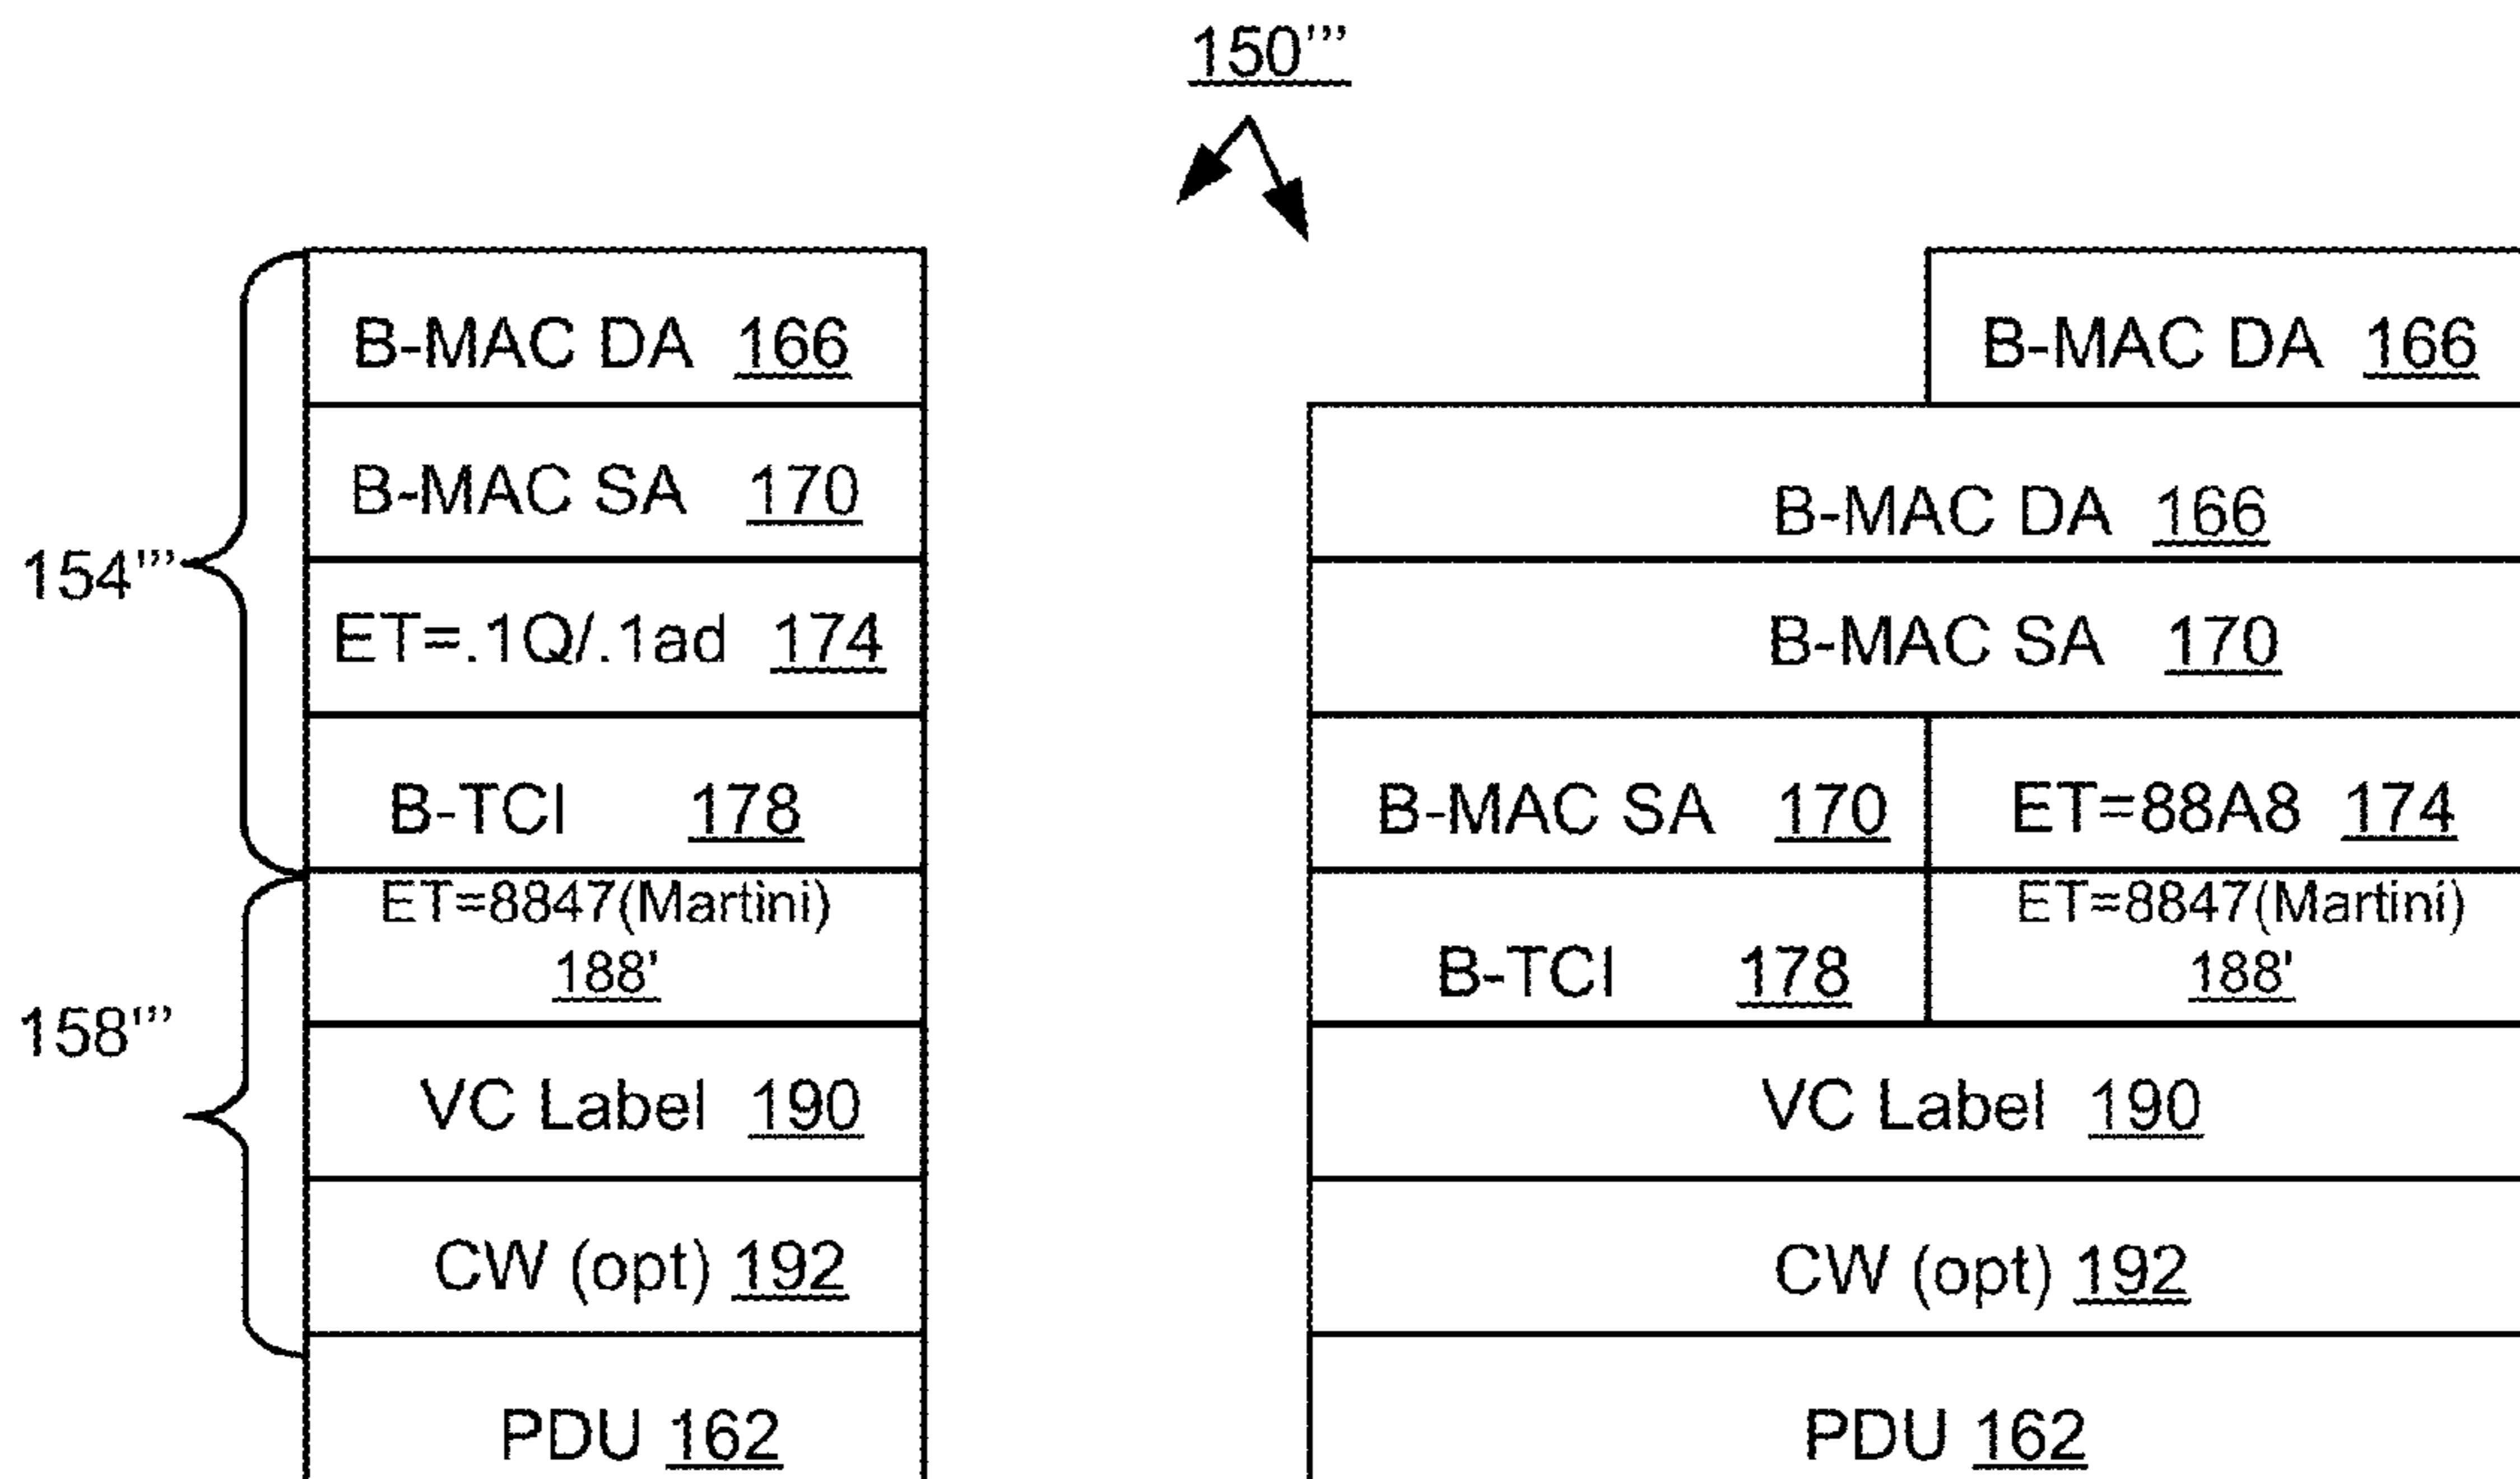 150'''
B-MAC DA 166
B-MAC SA 170
154'''
ET=.1Q/.1ad 174
B-TCI 178
ET=8847(Martini)
188'
158'''
VC Label 190
CW (opt) 192
PDU 162
B-MAC DA 166
B-MAC DA 166
B-MAC SA 170
B-MAC SA 170
ET=88A8 174
B-TCI 178
ET=8847(Martini)
188'
VC Label 190
CW (opt) 192
PDU 162